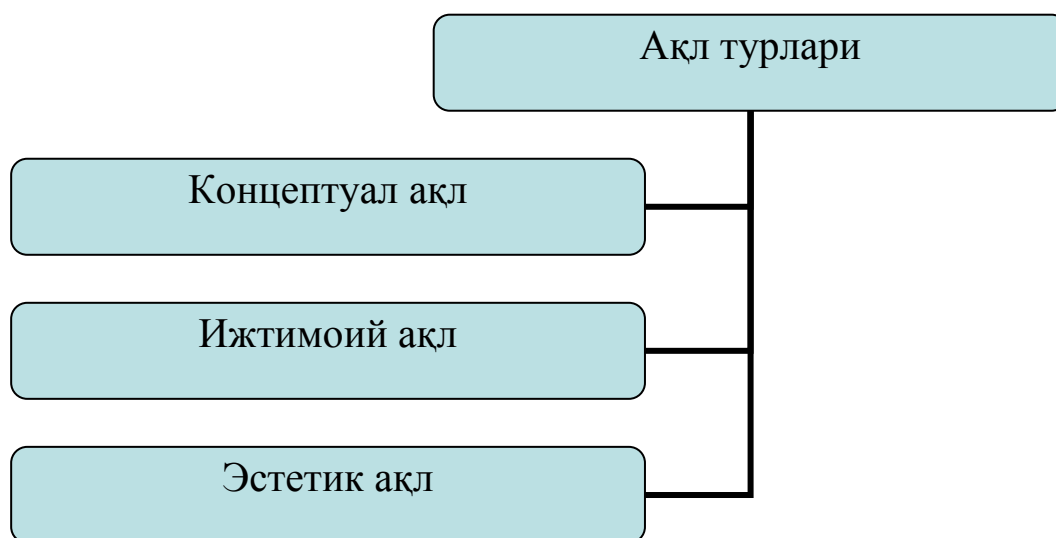 Ақл турлари
Концептуал ақл
Ижтимоий ақл
Эстетик ақл